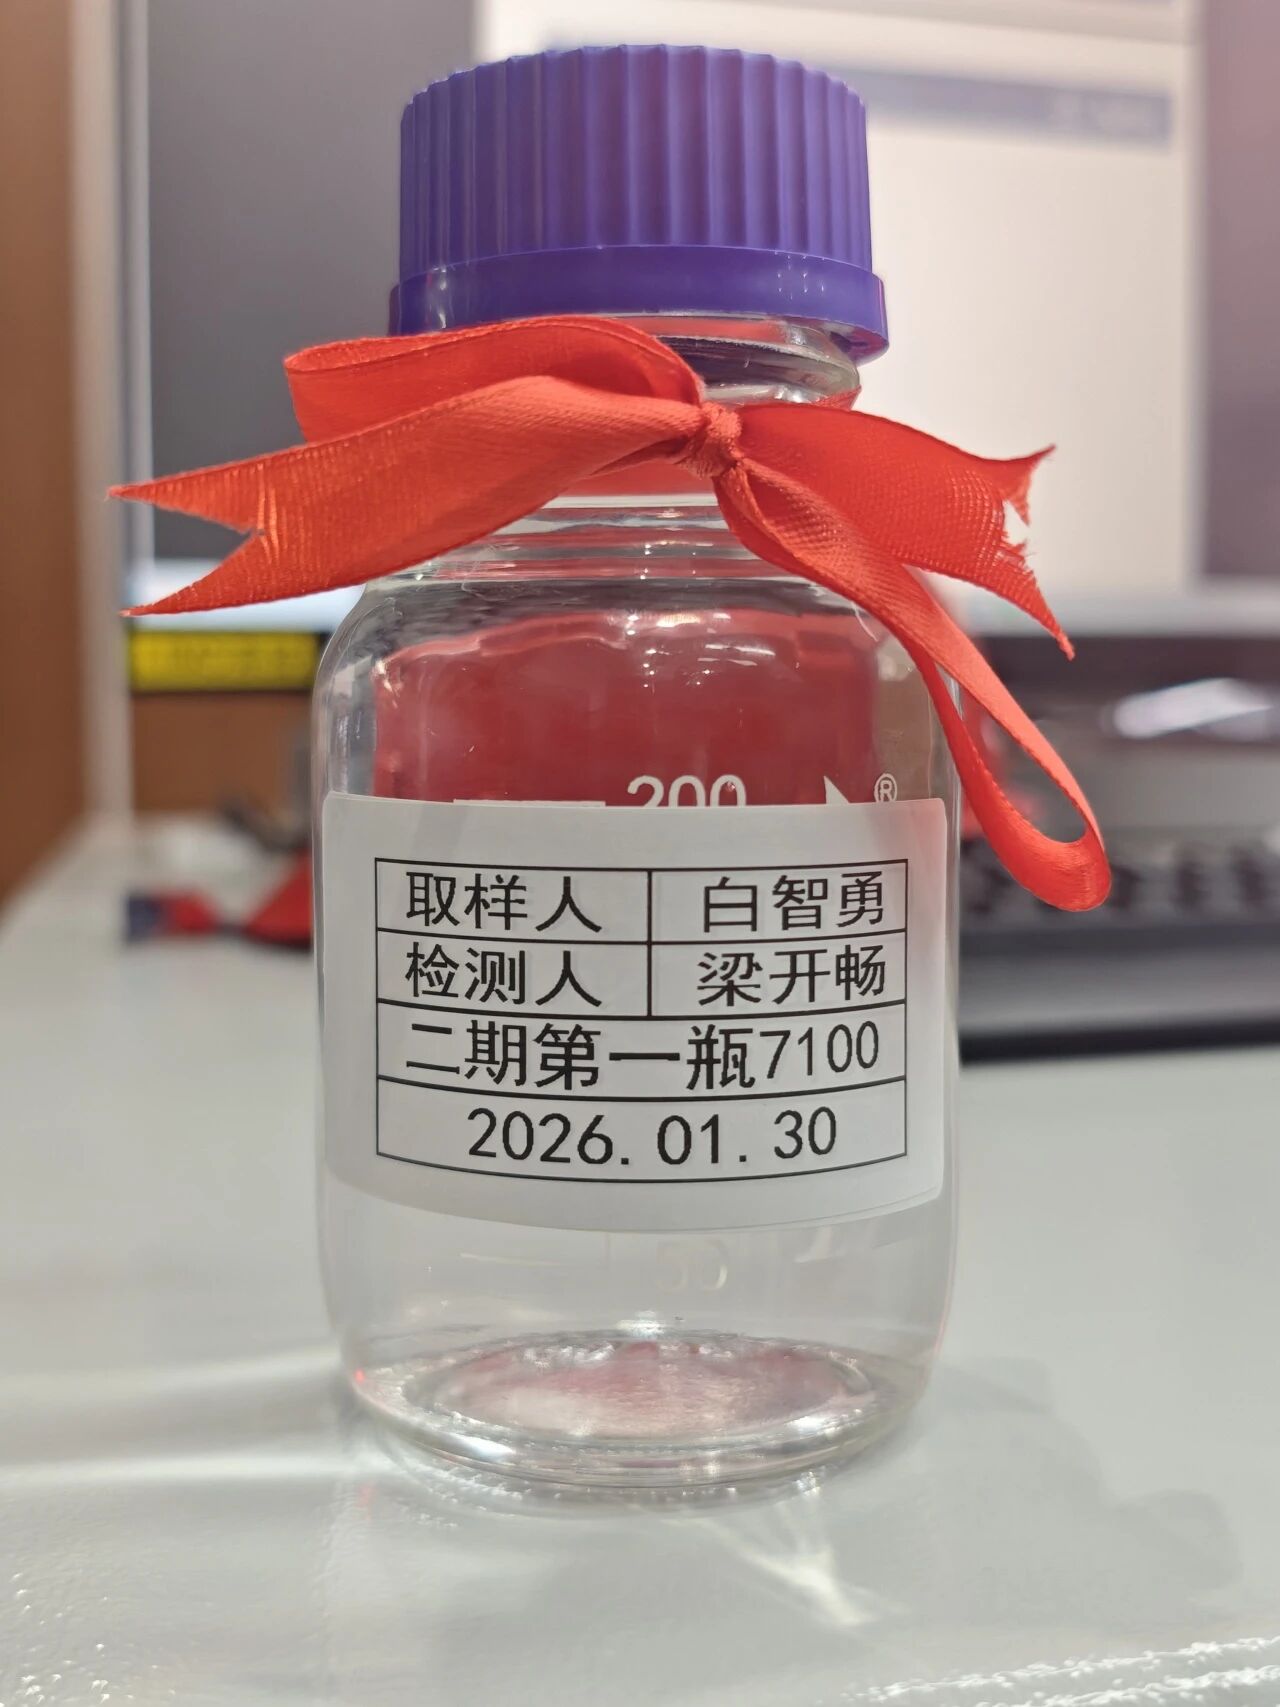 200
®
取样人 白智勇
检测人 梁开畅
二期第一瓶7100
2026.01.30